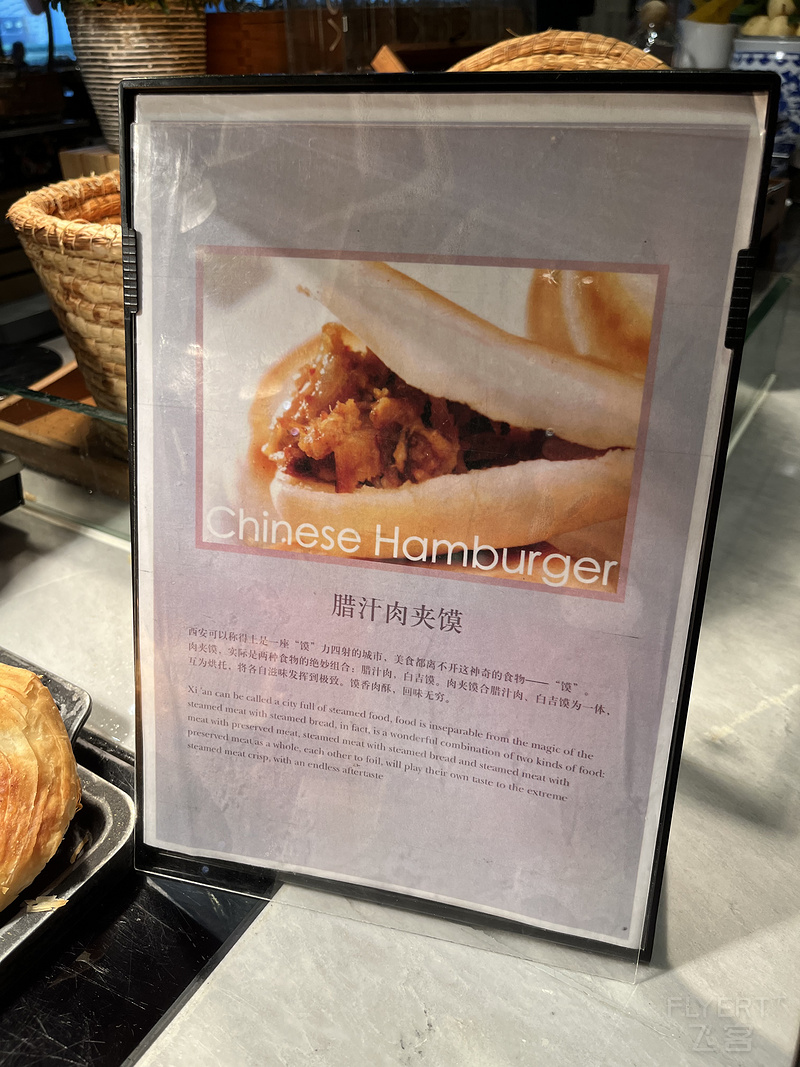 Chinese Hamburger
腊汁肉夹馍
西安可以称得上是一座“馍”力四射的城市，美食都离不开这神奇的食物——“馍”。
肉夹馍，实际是两种食物的绝妙组合：腊汁肉，白吉馍。肉夹馍合腊汁肉、白吉馍为一体，
互为烘托，将各自滋味发挥到极致。馍香肉酥，回味无穷。
Xi 'an can be called a city full of steamed food, food is inseparable from the magic of the
steamed meat with steamed bread, in fact, is a wonderful combination of two kinds of food:
meat with preserved meat, steamed meat with steamed bread and steamed meat with
preserved meat as a whole, each other to foil, will play their own taste to the extreme
steamed meat crisp, with an endless aftertaste
FLYERT
飞客